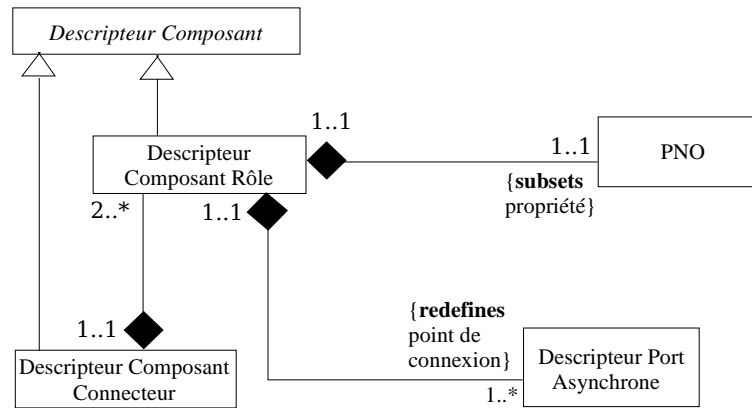 Descripteur Composant
1..1
Descripteur
Composant Rôle
1..1
PNO
{subsets
propriété}
2..*
1..1
{redefines
point de
connexion}
1..1
Descripteur Composant
Connecteur
Descripteur Port
Asynchrone
1..*